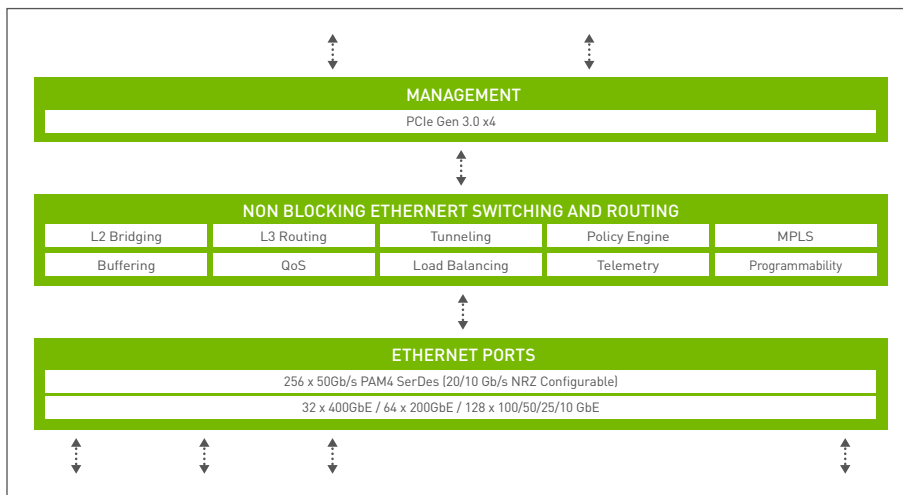 MANAGEMENT
PCIe Gen 3.0 x4
NON BLOCKING ETHERNERT SWITCHING AND ROUTING
L2 Bridging L3 Routing Tunneling Policy Engine MPLS
Buffering QoS Load Balancing Telemetry Programmability
ETHERNET PORTS
256 x 50Gb/s PAM4 SerDes (20/10 Gb/s NRZ Configurable)
32 x 400GbE / 64 x 200GbE / 128 x 100/50/25/10 GbE